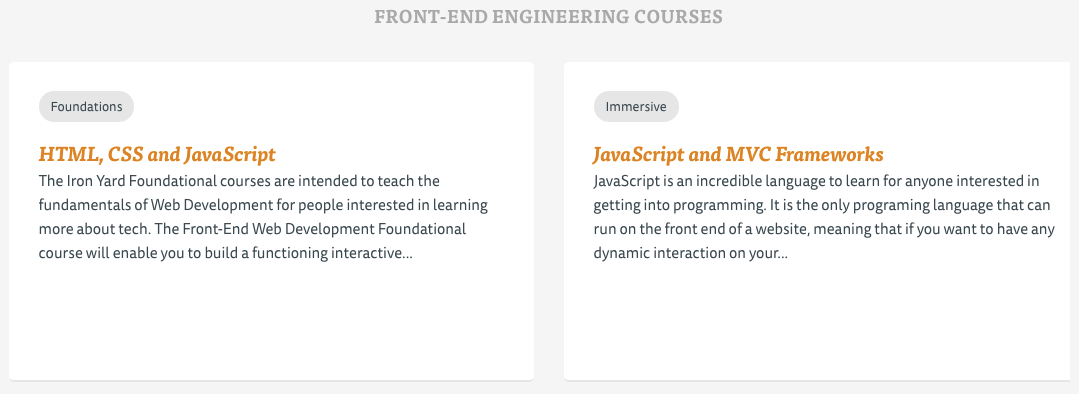 FRONT-END ENGINEERING COURSES
Foundations
HTML, CSS and JavaScript
The Iron Yard Foundational courses are intended to teach the
fundamentals of Web Development for people interested in learning
more about tech. The Front-End Web Development Foundational
course will enable you to build a functioning interactive...
Immersive
JavaScript and MVC Frameworks
JavaScript is an incredible language to learn for anyone interested in
getting into programming. It is the only programing language that can
run on the front end of a website, meaning that if you want to have any
dynamic interaction on your...